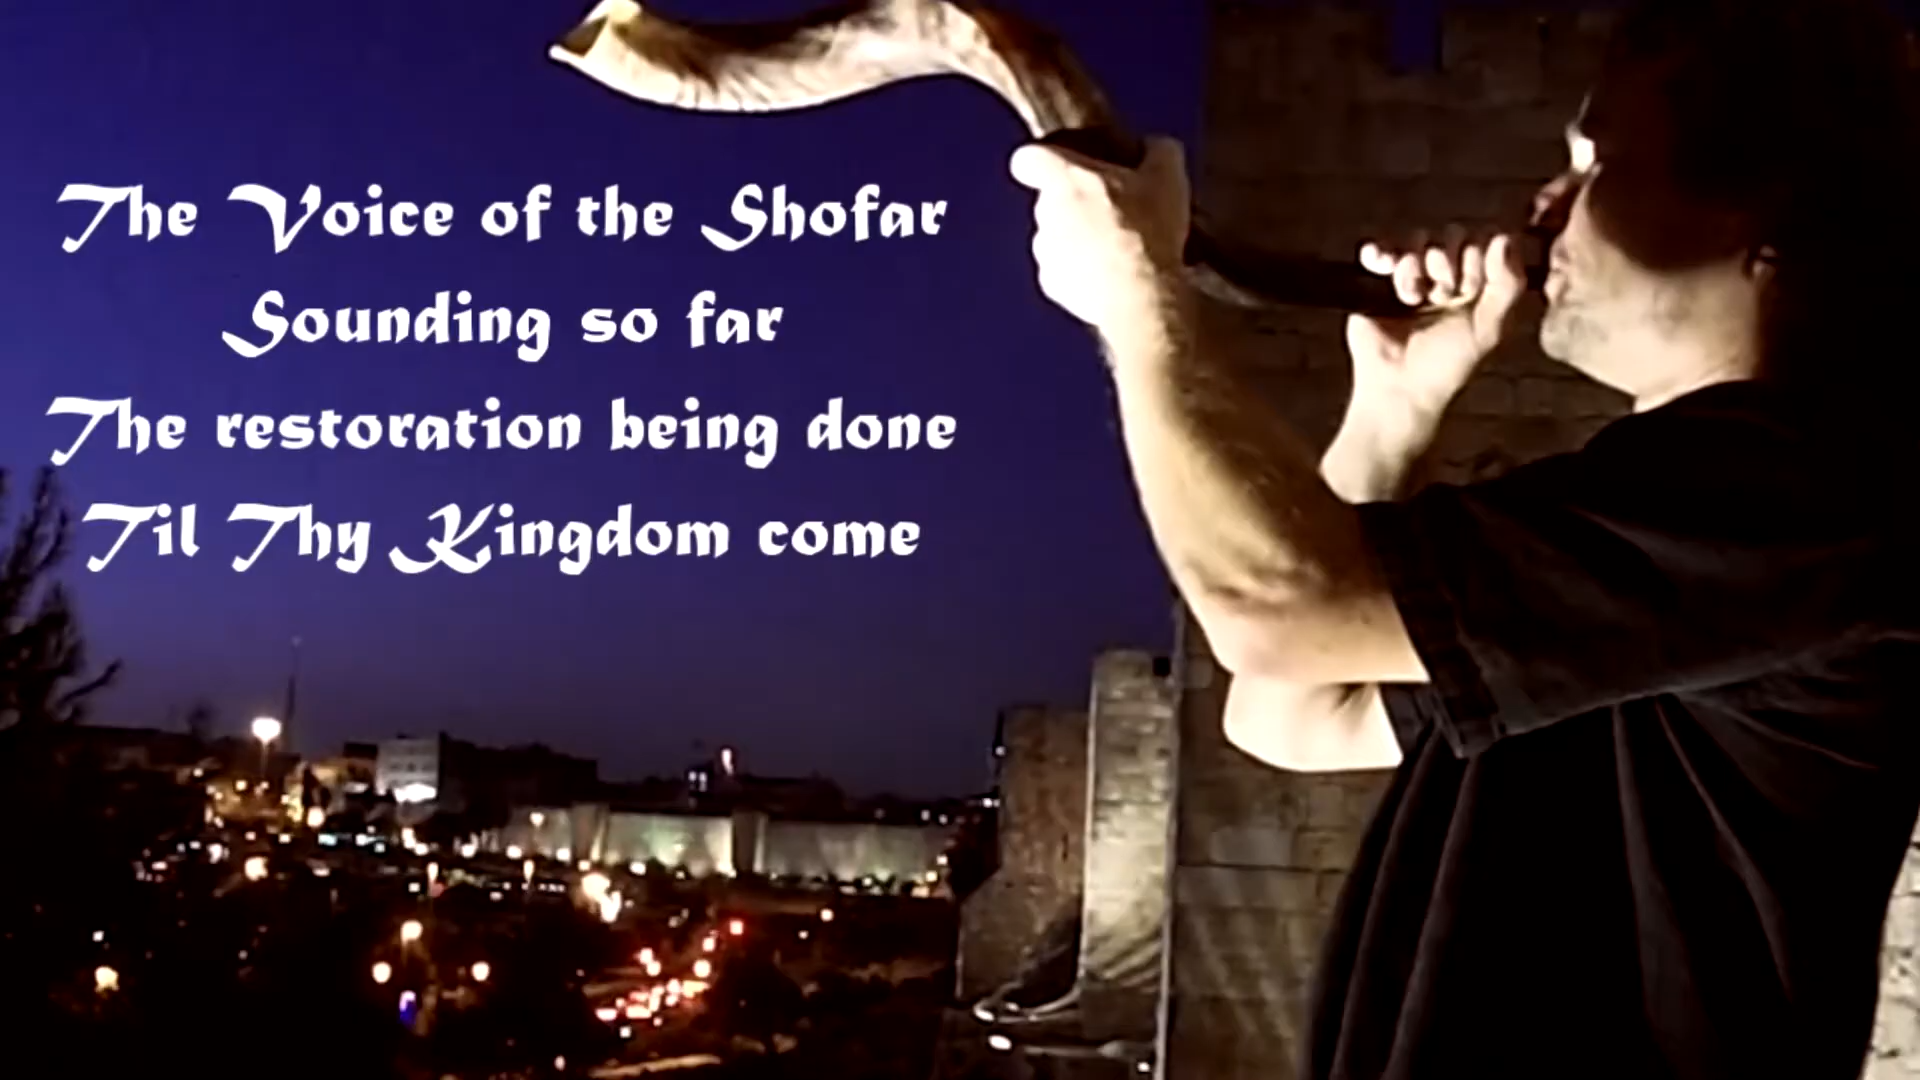 The Voice of the Shofar
Sounding so far
The restoration being done
Til Thy Kingdom come